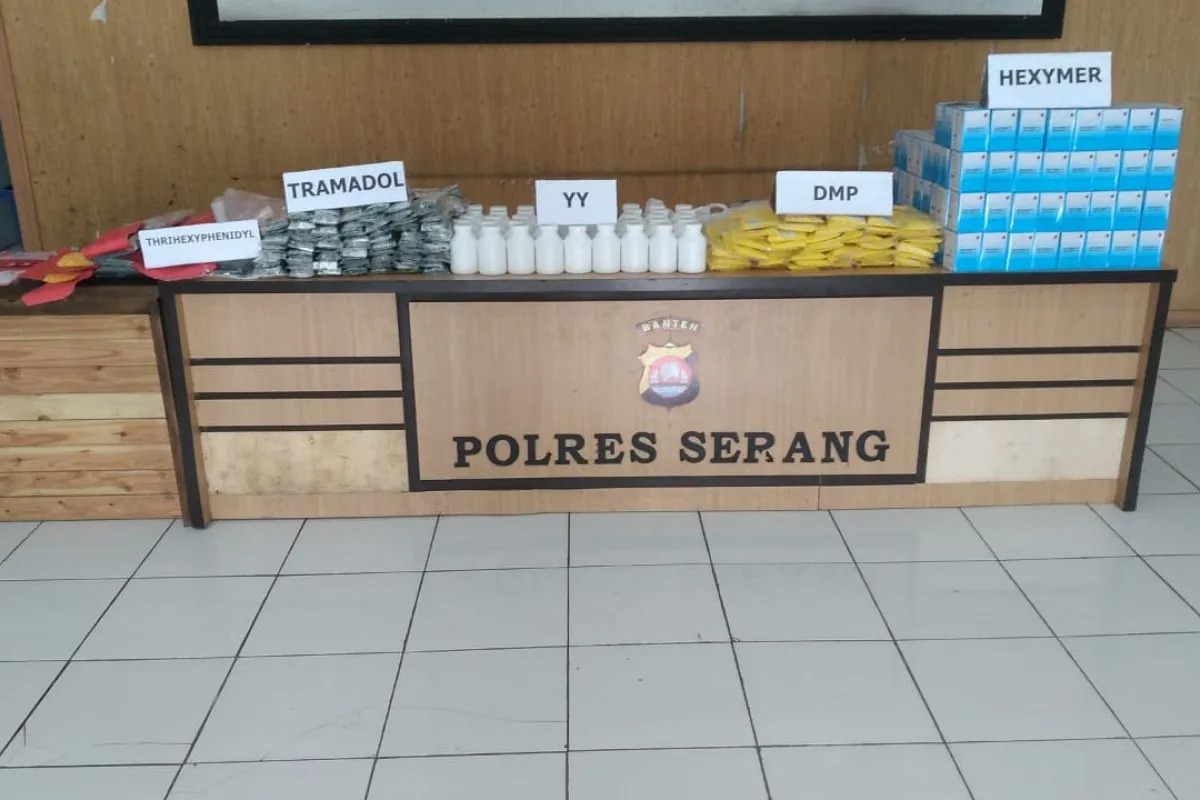 HEXYMER
TRAMADOL
YY
DMP
THRIHEXYPHENIDYL
BANTEN
POLRES SERANG